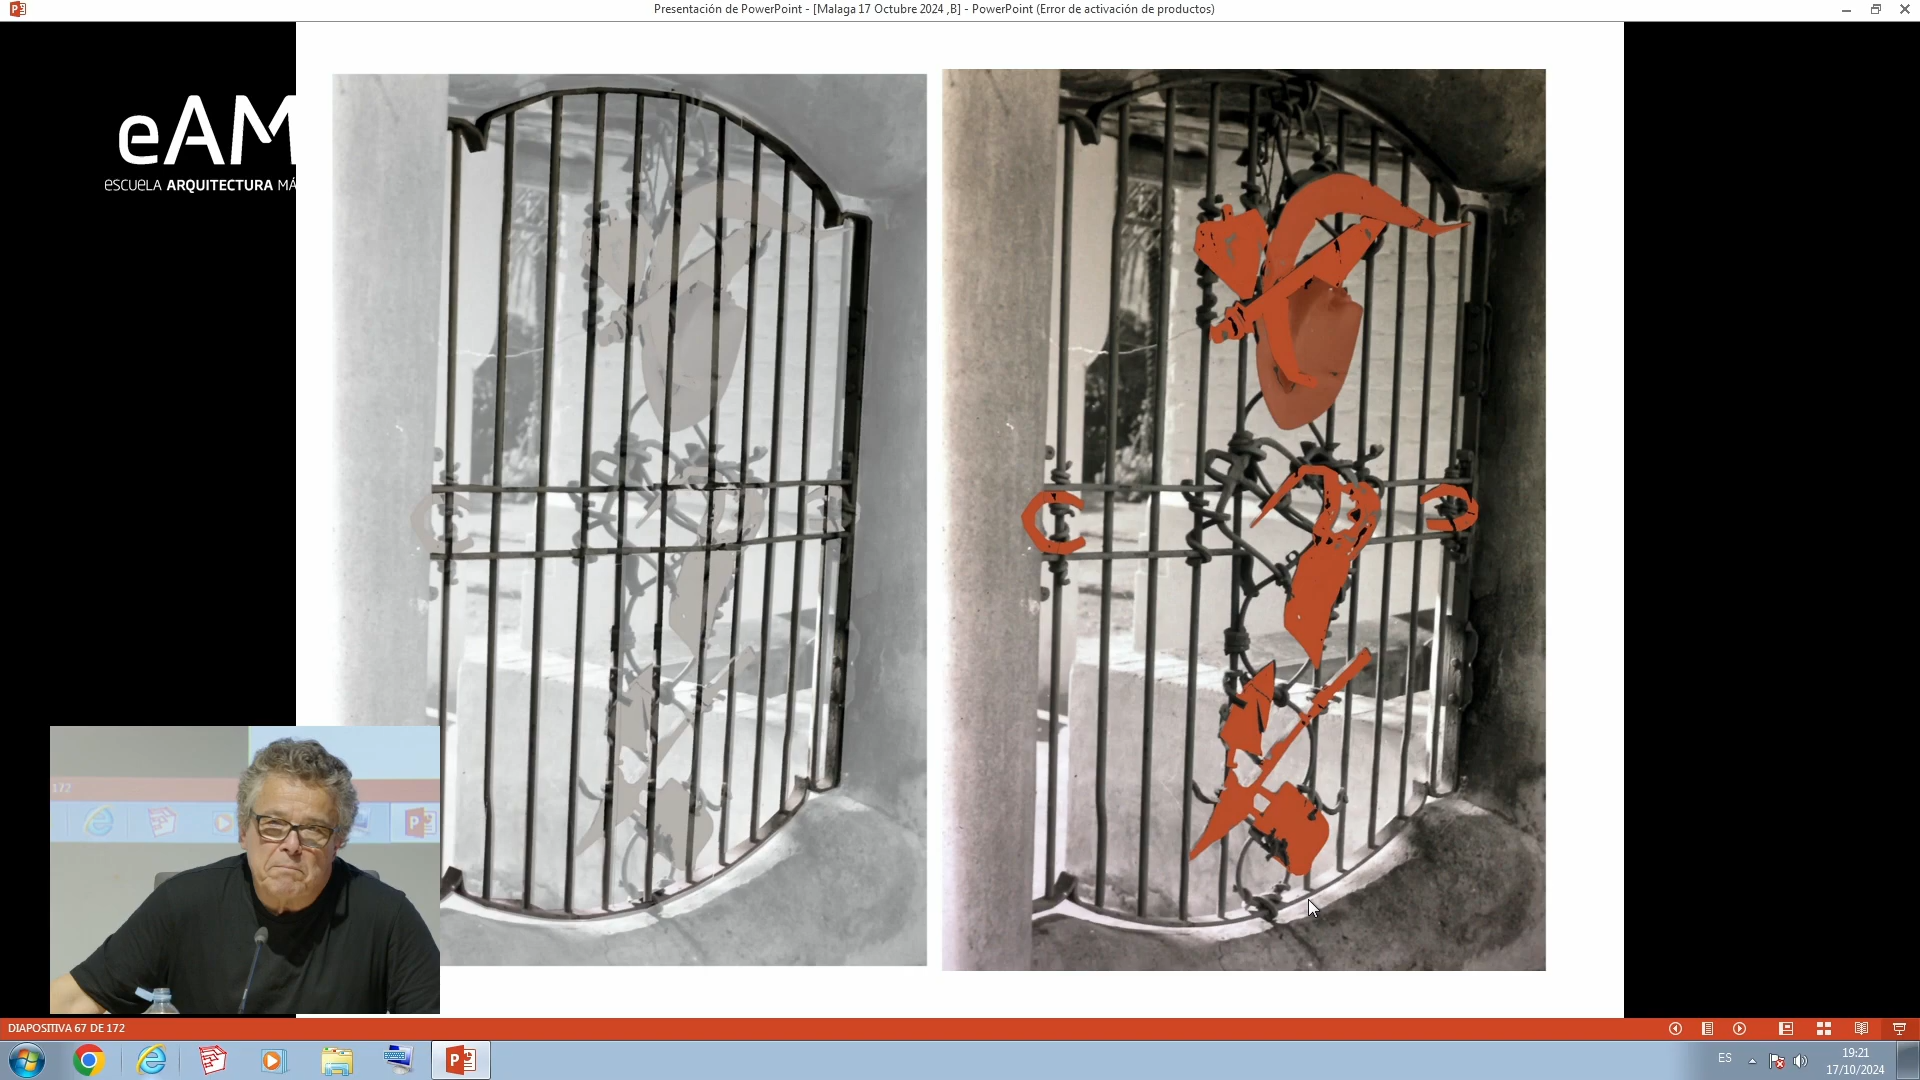 Presentación de PowerPoint - [Malaga 17 Octubre 2024 ,B] - PowerPoint (Error de activación de productos)
eAM
escuela ARQUITECTURA MÁ
172
DIAPOSITIVA 67 DE 172
ES
19:21
17/10/2024